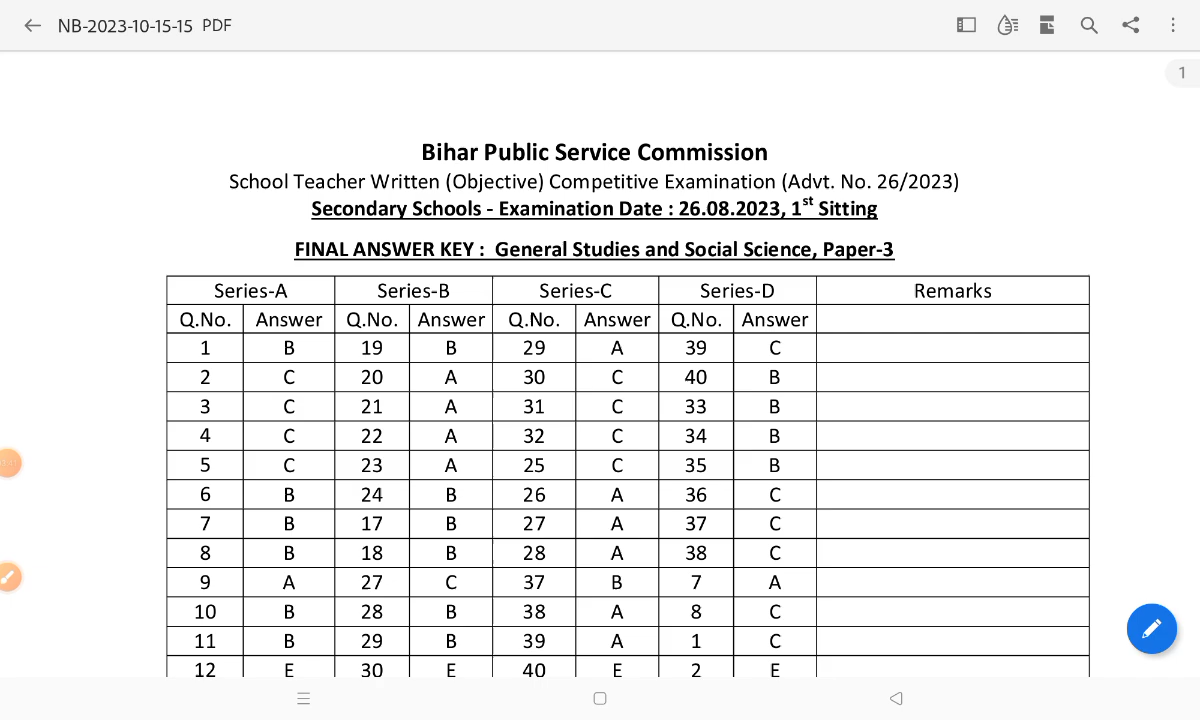 NB-2023-10-15-15 PDF
1
Bihar Public Service Commission
School Teacher Written (Objective) Competitive Examination (Advt. No. 26/2023)
Secondary Schools - Examination Date : 26.08.2023, 1st Sitting
FINAL ANSWER KEY : General Studies and Social Science, Paper-3
Series-A Series-B Series-C Series-D Remarks
Q.No. Answer Q.No. Answer Q.No. Answer Q.No. Answer
1 B 19 B 29 A 39 C
2 C 20 A 30 C 40 B
3 C 21 A 31 C 33 B
4 C 22 A 32 C 34 B
5 C 23 A 25 C 35 B
6 B 24 B 26 A 36 C
7 B 17 B 27 A 37 C
8 B 18 B 28 A 38 C
9 A 27 C 37 B 7 A
10 B 28 B 38 A 8 C
11 B 29 B 39 A 1 C
12 E 30 E 40 E 2 E